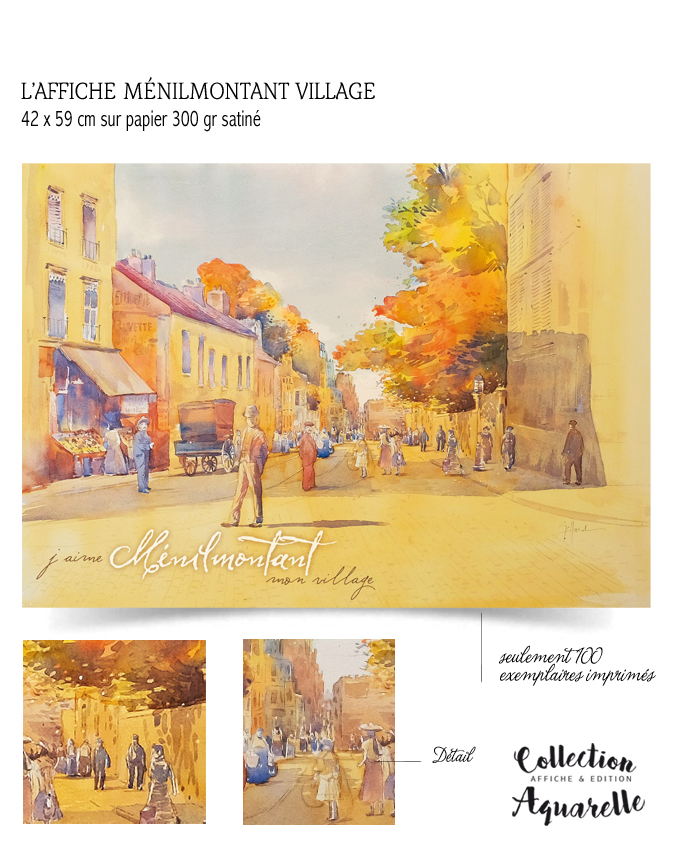 L'AFFICHE MÉNILMONTANT VILLAGE
42 x 59 cm sur papier 300 gr satiné
j'aime Ménilmontant
mon village
seulement 100
exemplaires imprimés
Détail
Collection
AFFICHE & EDITION
Aquarelle